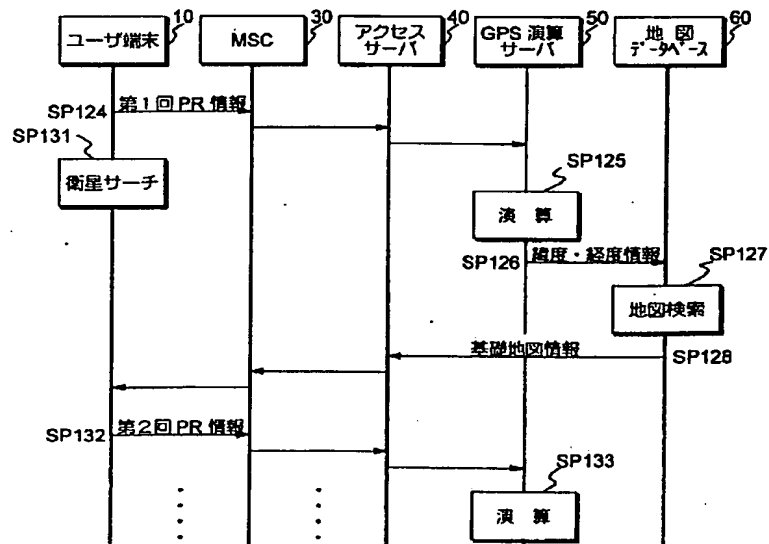 10
30
40
50
60
ユーザ端末
MSC
アクセス
サーバ
GPS 演算
サーバ
地 図
データベース
SP124
第1回 PR 情報
SP131
衛星サーチ
SP125
演 算
SP126
緯度・経度情報
SP127
地図検索
基礎地図情報
SP128
SP132
第2回 PR 情報
SP133
演 算